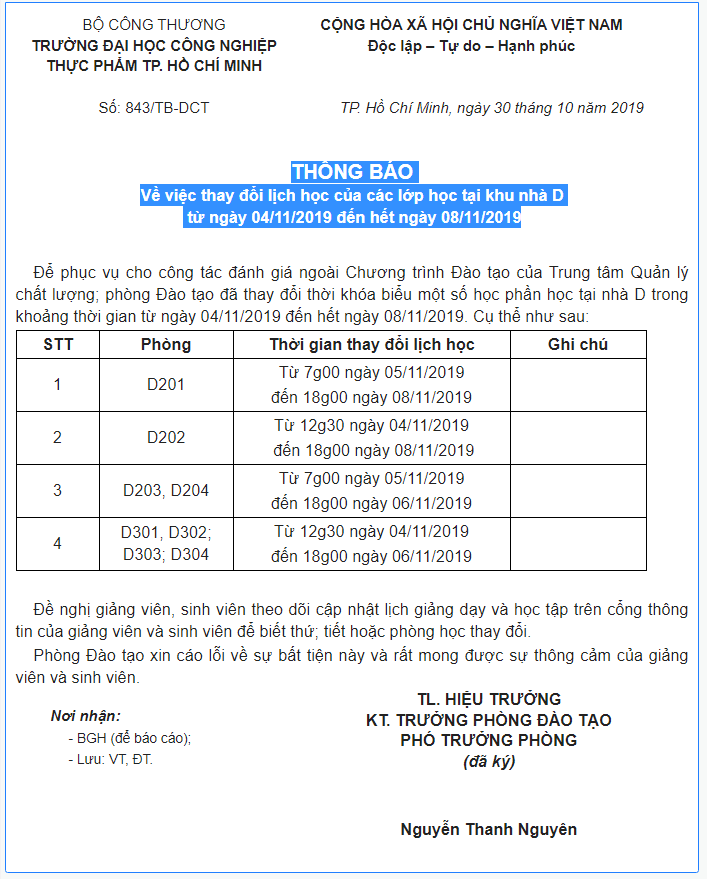 BỘ CÔNG THƯƠNG
TRƯỜNG ĐẠI HỌC CÔNG NGHIỆP
THỰC PHẨM TP. HỒ CHÍ MINH
Số: 843/TB-DCT
CỘNG HÒA XÃ HỘI CHỦ NGHĨA VIỆT NAM
Độc lập – Tự do – Hạnh phúc
TP. Hồ Chí Minh, ngày 30 tháng 10 năm 2019
THÔNG BÁO
Về việc thay đổi lịch học của các lớp học tại khu nhà D
từ ngày 04/11/2019 đến hết ngày 08/11/2019
Để phục vụ cho công tác đánh giá ngoài Chương trình Đào tạo của Trung tâm Quản lý
chất lượng; phòng Đào tạo đã thay đổi thời khóa biểu một số học phần học tại nhà D trong
khoảng thời gian từ ngày 04/11/2019 đến hết ngày 08/11/2019. Cụ thể như sau:
STT Phòng Thời gian thay đổi lịch học Ghi chú
1 D201 Từ 7g00 ngày 05/11/2019
đến 18g00 ngày 08/11/2019
2 D202 Từ 12g30 ngày 04/11/2019
đến 18g00 ngày 08/11/2019
3 D203, D204 Từ 7g00 ngày 05/11/2019
đến 18g00 ngày 06/11/2019
4 D301, D302; Từ 12g30 ngày 04/11/2019
D303; D304 đến 18g00 ngày 06/11/2019
Đề nghị giảng viên, sinh viên theo dõi cập nhật lịch giảng dạy và học tập trên cổng thông
tin của giảng viên và sinh viên để biết thứ; tiết hoặc phòng học thay đổi.
Phòng Đào tạo xin cáo lỗi về sự bất tiện này và rất mong được sự thông cảm của giảng
viên và sinh viên.
Nơi nhận:
- BGH (để báo cáo);
- Lưu: VT, ĐT.
TL. HIỆU TRƯỞNG
KT. TRƯỞNG PHÒNG ĐÀO TẠO
PHÓ TRƯỞNG PHÒNG
(đã ký)
Nguyễn Thanh Nguyên